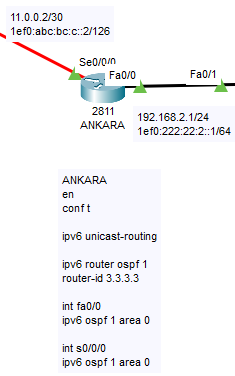 11.0.0.2/30
1ef0:abc:bc:c::2/126
Se0/0/0
Fa0/0
Fa0/1
2811
ANKARA
192.168.2.1/24
1ef0:222:22:2::1/64
ANKARA
en
conf t
ipv6 unicast-routing
ipv6 router ospf 1
router-id 3.3.3.3
int fa0/0
ipv6 ospf 1 area 0
int s0/0/0
ipv6 ospf 1 area 0